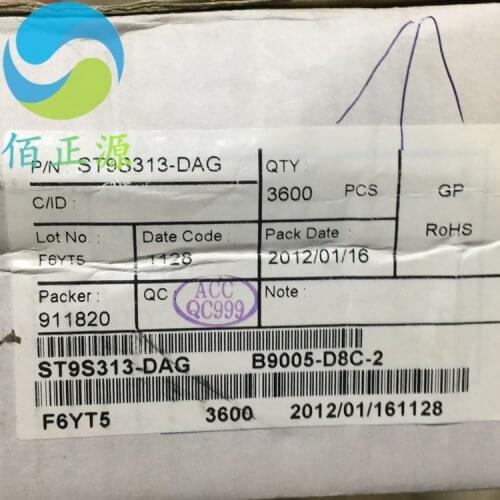 佰正源
P/N : ST9S313-DAG
QTY :
3600 PCS
GP
C/ID :
RoHS
Lot No. :
F6YT5
Date Code :
1128
Pack Date :
2012/01/16
Packer :
911820
QC :
ACC
QC999
Note :
ST9S313-DAG B9005-D8C-2
F6YT5 3600 2012/01/161128